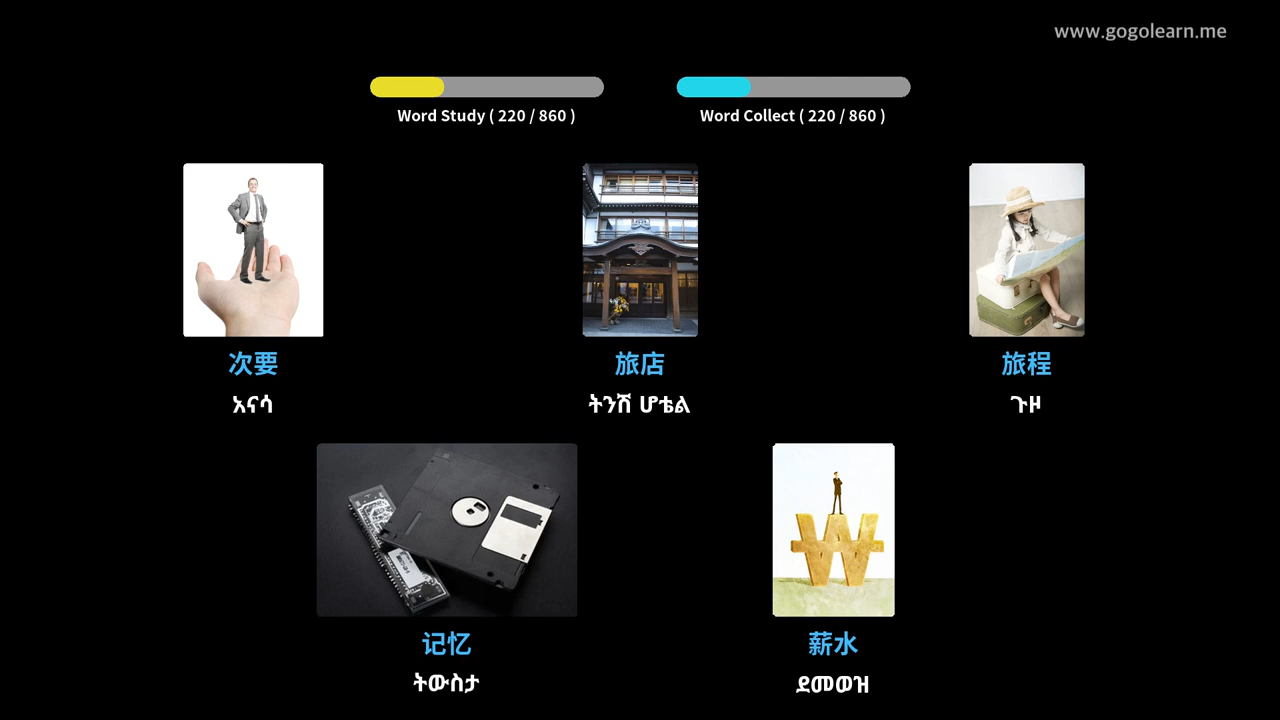 www.gogolearn.me
Word Study ( 220 / 860 )
Word Collect ( 220 / 860 )
次要
旅店
旅程
አናሳ
ትንሽ ሆቴል
ጉዞ
记忆
薪水
ትውስታ
ደመወዝ